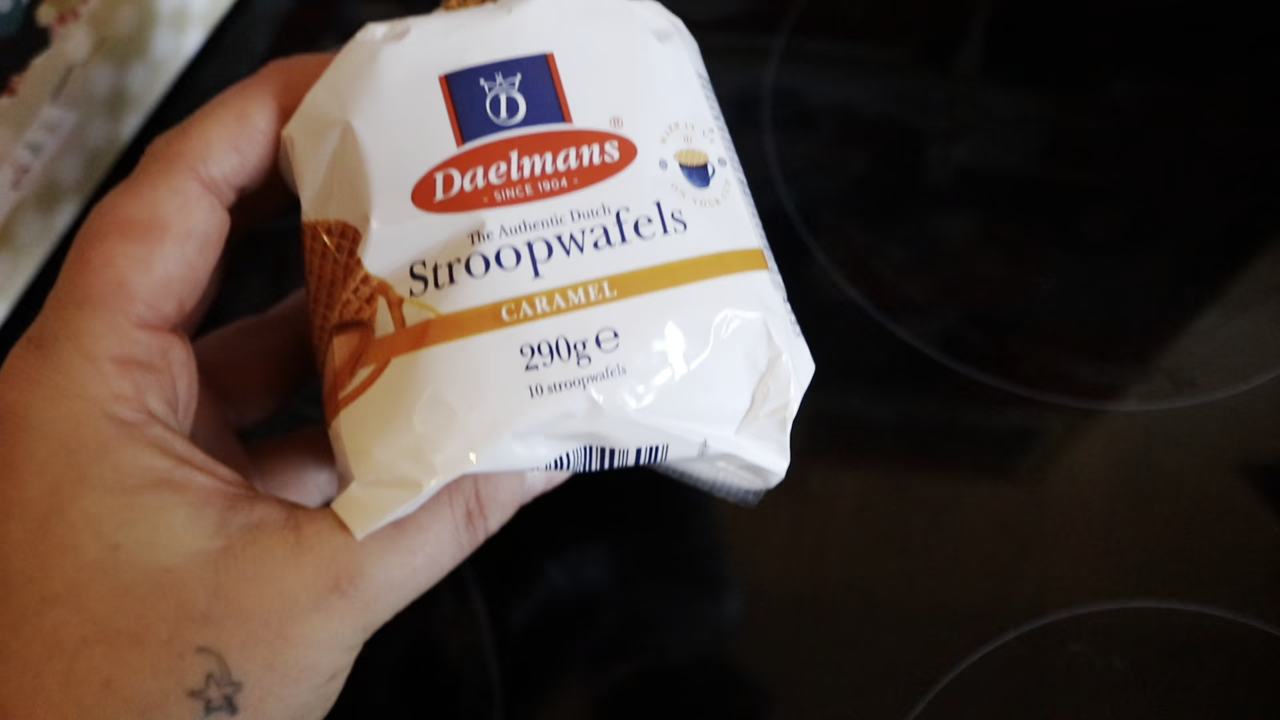 D
Daelmans®
- SINCE 1904 -
The Authentic Dutch
Stroopwafels
CARAMEL
290g ℮
10 stroopwafels